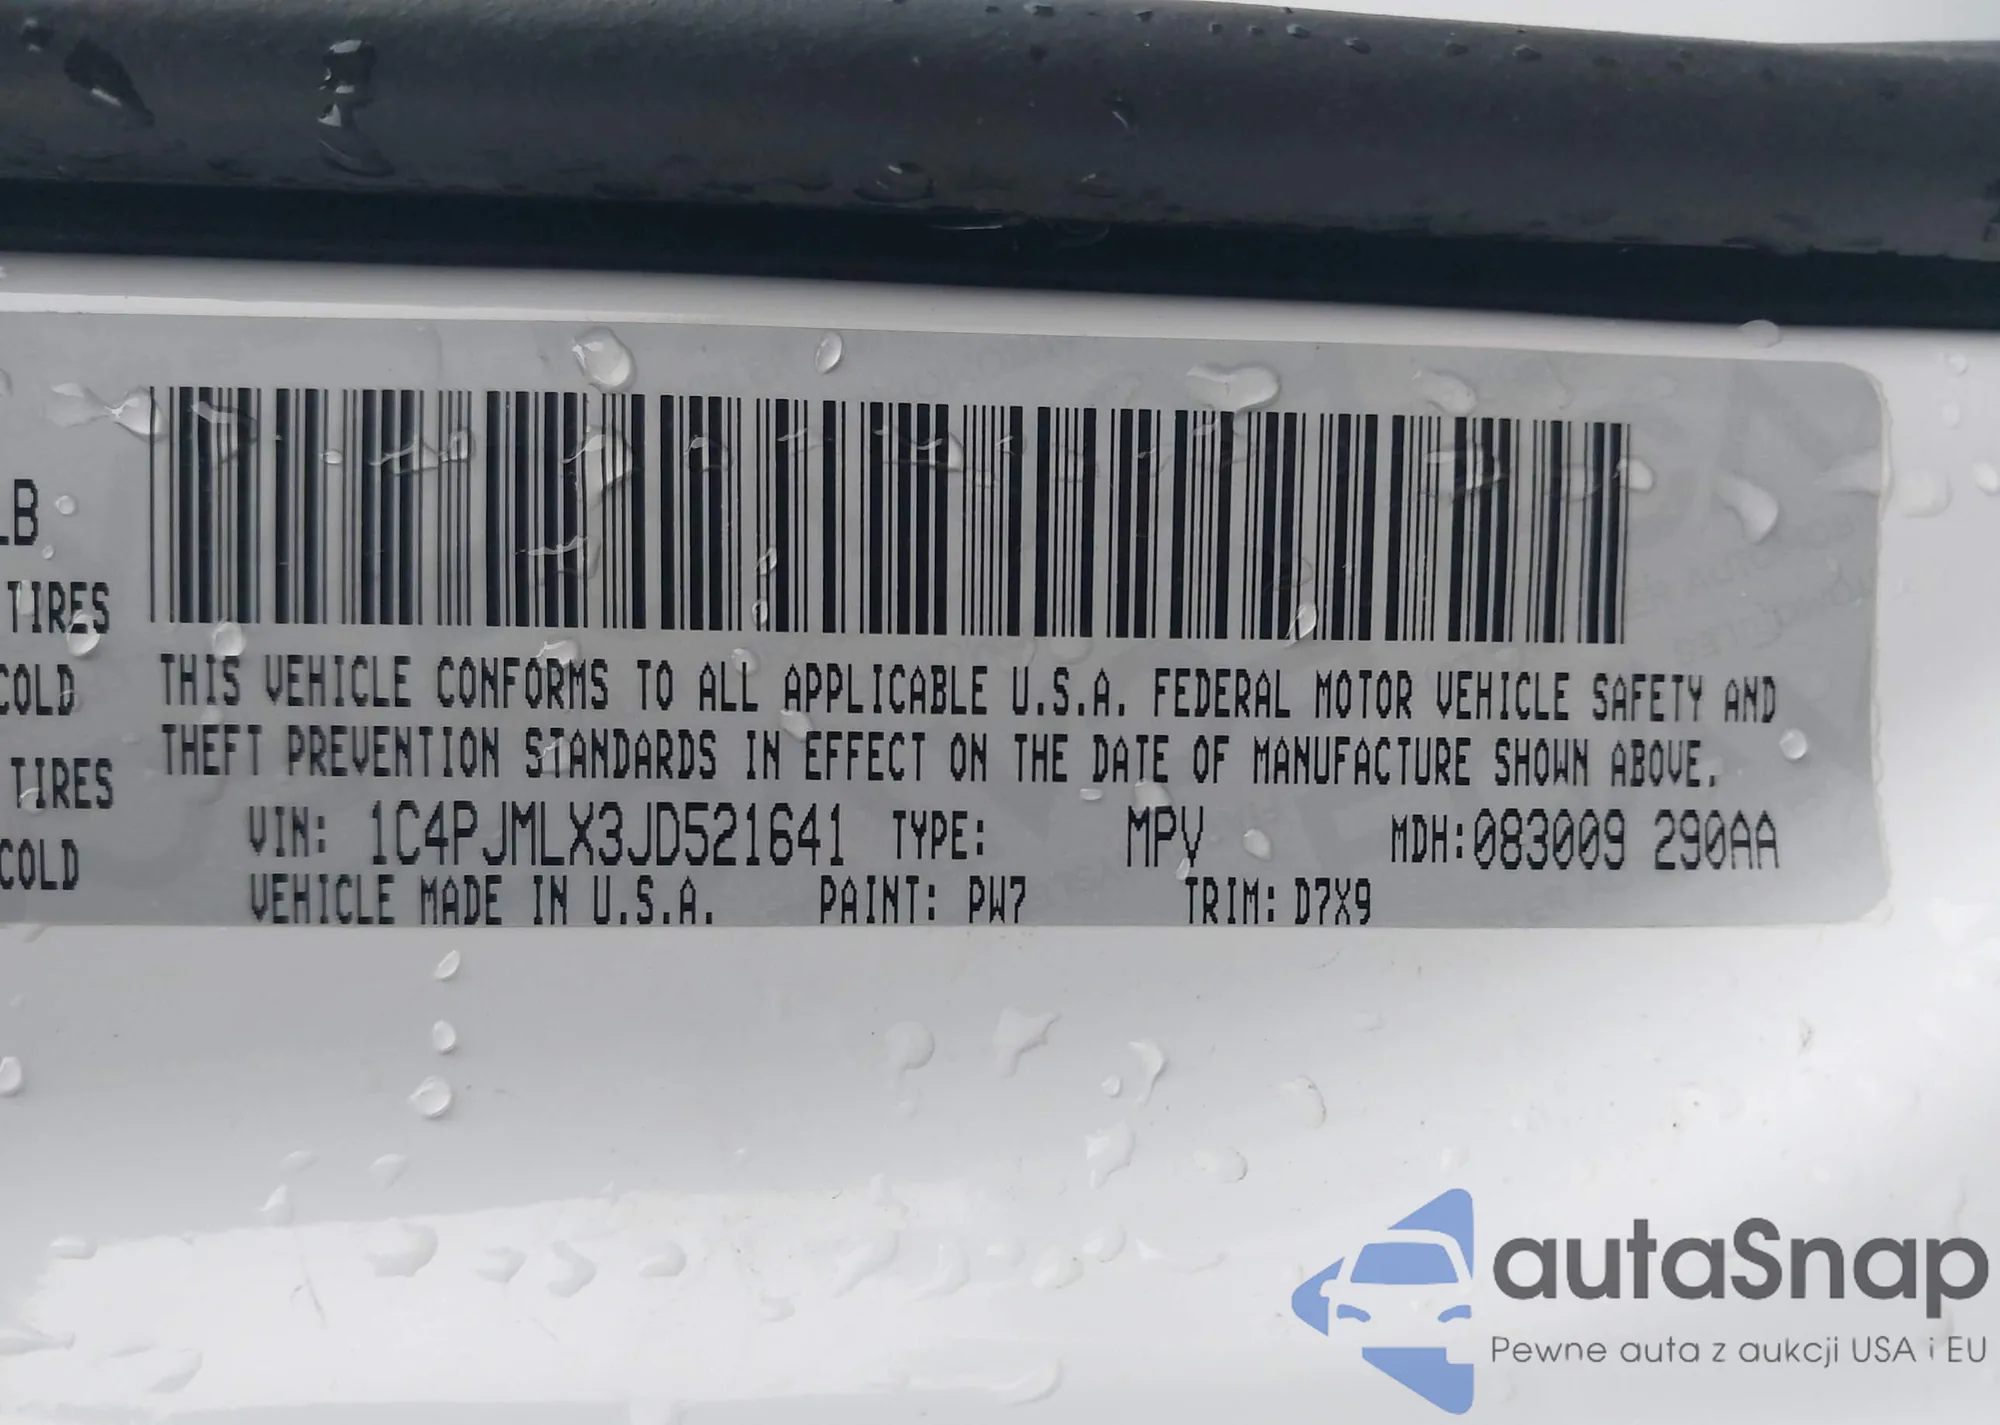 LB
TIRES
COLD
TIRES
COLD
THIS VEHICLE CONFORMS TO ALL APPLICABLE U.S.A. FEDERAL MOTOR VEHICLE SAFETY AND
THEFT PREVENTION STANDARDS IN EFFECT ON THE DATE OF MANUFACTURE SHOWN ABOVE.
VIN: 1C4PJMLX3JD521641 TYPE: MPV MDH:083009 290AA
VEHICLE MADE IN U.S.A. PAINT: PW7 TRIM: D7X9
autaSnap
Pewne auta z aukcji USA i EU